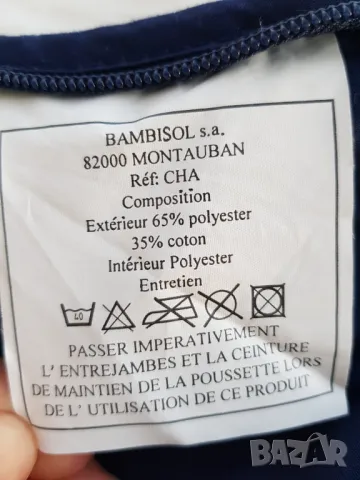 BAMBISOL s.a.
82000 MONTAUBAN
Réf: CHA
Composition
Extérieur 65% polyester
35% coton
Intérieur Polyester
Entretien
40
PASSER IMPERATIVEMENT
L' ENTREJAMBES ET LA CEINTURE
DE MAINTIEN DE LA POUSSETTE LORS
DE L'UTILISATION DE CE PRODUIT
BAZAR